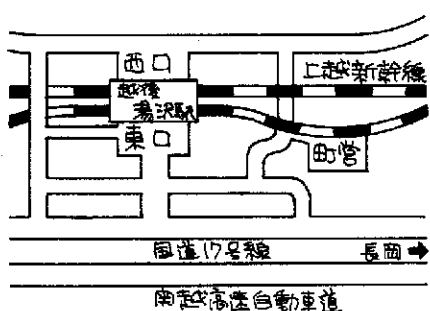 西口
上越新幹線
越後
湯沢駅
東口
町営
国道17号線
長岡
関越高速自動車道